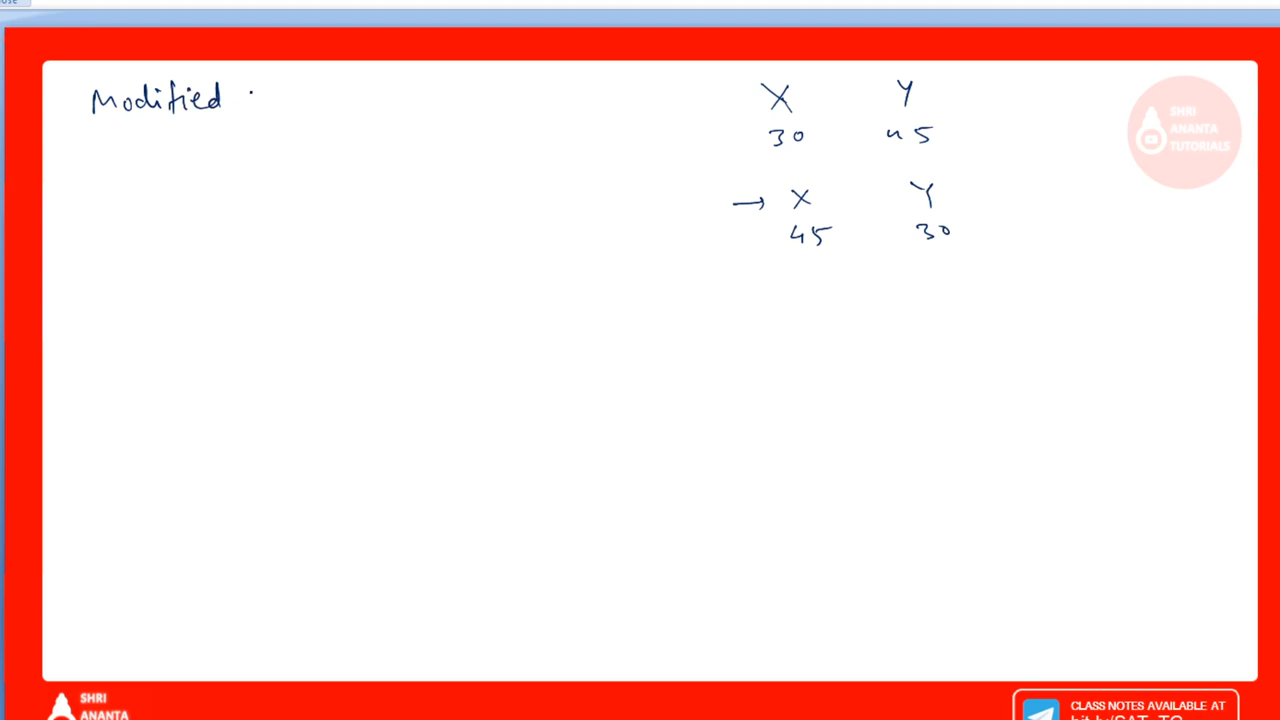 Modified
X Y
30 45
→ X Y
45 30
SHRI
ANANTA
TUTORIALS
SHRI
ANANTA
CLASS NOTES AVAILABLE AT